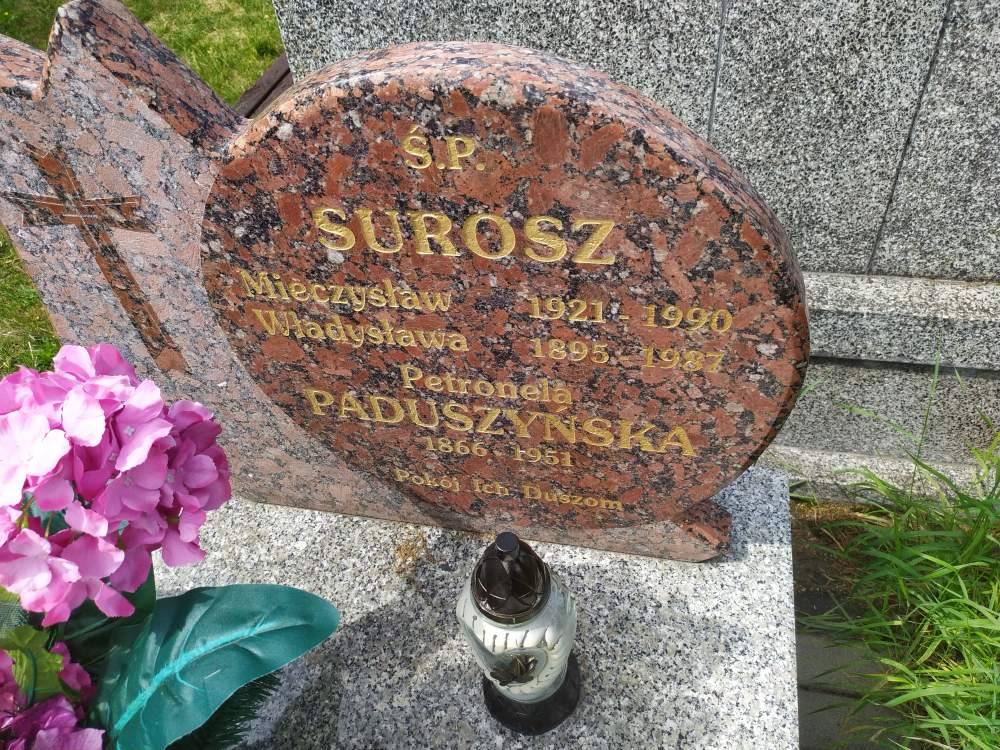 Ś.P.
SUROSZ
Mieczysław 1921 - 1990
Władysława 1895 - 1987
Petronela
PADUSZYŃSKA
1866 - 1951
Pokój Ich Duszom